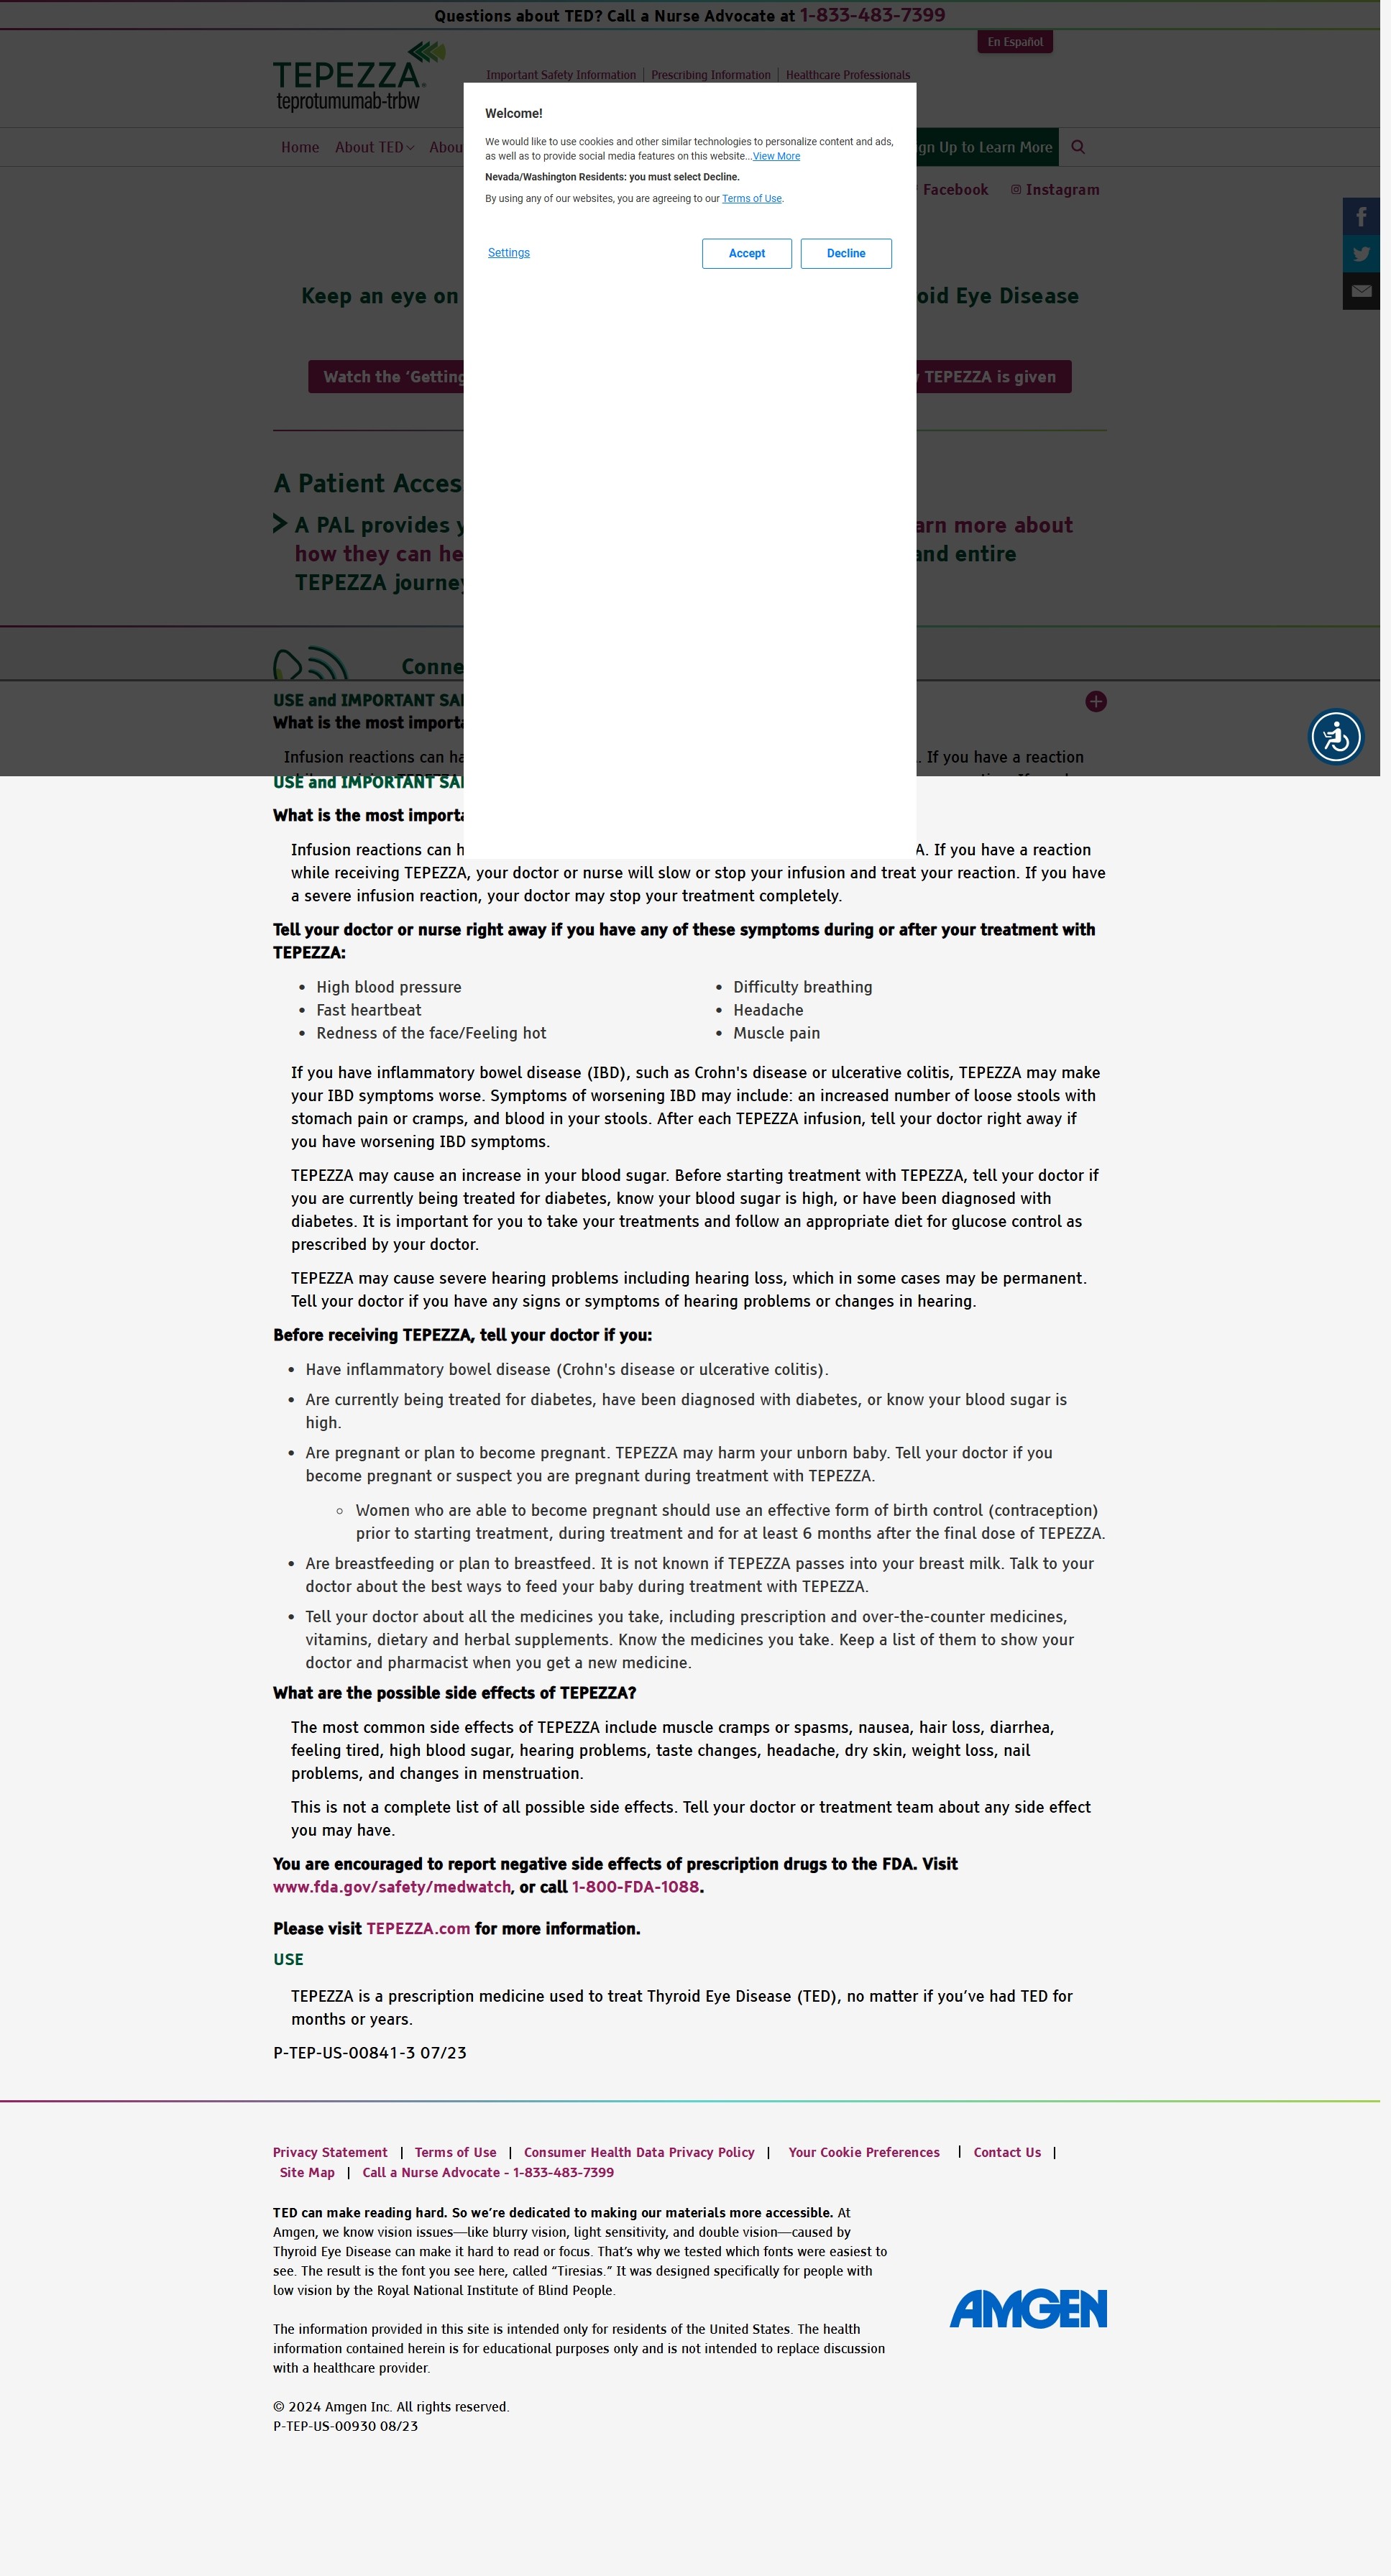 Questions about TED? Call a Nurse Advocate at 1-833-483-7399
En Español
TEPEZZA
teprotumumab-trbw
Important Safety Information | Prescribing Information | Healthcare Professionals
Home About TED
gn Up to Learn More
Facebook Instagram
Welcome!
We would like to use cookies and other similar technologies to personalize content and ads,
as well as to provide social media features on this website...View More
Nevada/Washington Residents: you must select Decline.
By using any of our websites, you are agreeing to our Terms of Use.
Settings Accept Decline
Keep an eye on oid Eye Disease
Watch the ‘Getting TEPEZZA is given
A Patient Acces
A PAL provides arn more about
how they can he and entire
TEPEZZA journey
Conne
USE and IMPORTANT SA
What is the most importa
Infusion reactions can ha . If you have a reaction
USE and IMPORTANT SA
What is the most importa
Infusion reactions can h A. If you have a reaction
while receiving TEPEZZA, your doctor or nurse will slow or stop your infusion and treat your reaction. If you have
a severe infusion reaction, your doctor may stop your treatment completely.
Tell your doctor or nurse right away if you have any of these symptoms during or after your treatment with
TEPEZZA:
• High blood pressure
• Fast heartbeat
• Redness of the face/Feeling hot
• Difficulty breathing
• Headache
• Muscle pain
If you have inflammatory bowel disease (IBD), such as Crohn's disease or ulcerative colitis, TEPEZZA may make
your IBD symptoms worse. Symptoms of worsening IBD may include: an increased number of loose stools with
stomach pain or cramps, and blood in your stools. After each TEPEZZA infusion, tell your doctor right away if
you have worsening IBD symptoms.
TEPEZZA may cause an increase in your blood sugar. Before starting treatment with TEPEZZA, tell your doctor if
you are currently being treated for diabetes, know your blood sugar is high, or have been diagnosed with
diabetes. It is important for you to take your treatments and follow an appropriate diet for glucose control as
prescribed by your doctor.
TEPEZZA may cause severe hearing problems including hearing loss, which in some cases may be permanent.
Tell your doctor if you have any signs or symptoms of hearing problems or changes in hearing.
Before receiving TEPEZZA, tell your doctor if you:
• Have inflammatory bowel disease (Crohn's disease or ulcerative colitis).
• Are currently being treated for diabetes, have been diagnosed with diabetes, or know your blood sugar is
high.
• Are pregnant or plan to become pregnant. TEPEZZA may harm your unborn baby. Tell your doctor if you
become pregnant or suspect you are pregnant during treatment with TEPEZZA.
○ Women who are able to become pregnant should use an effective form of birth control (contraception)
prior to starting treatment, during treatment and for at least 6 months after the final dose of TEPEZZA.
• Are breastfeeding or plan to breastfeed. It is not known if TEPEZZA passes into your breast milk. Talk to your
doctor about the best ways to feed your baby during treatment with TEPEZZA.
• Tell your doctor about all the medicines you take, including prescription and over-the-counter medicines,
vitamins, dietary and herbal supplements. Know the medicines you take. Keep a list of them to show your
doctor and pharmacist when you get a new medicine.
What are the possible side effects of TEPEZZA?
The most common side effects of TEPEZZA include muscle cramps or spasms, nausea, hair loss, diarrhea,
feeling tired, high blood sugar, hearing problems, taste changes, headache, dry skin, weight loss, nail
problems, and changes in menstruation.
This is not a complete list of all possible side effects. Tell your doctor or treatment team about any side effect
you may have.
You are encouraged to report negative side effects of prescription drugs to the FDA. Visit
www.fda.gov/safety/medwatch, or call 1-800-FDA-1088.
Please visit TEPEZZA.com for more information.
USE
TEPEZZA is a prescription medicine used to treat Thyroid Eye Disease (TED), no matter if you’ve had TED for
months or years.
P-TEP-US-00841-3 07/23
Privacy Statement | Terms of Use | Consumer Health Data Privacy Policy | Your Cookie Preferences | Contact Us |
Site Map | Call a Nurse Advocate - 1-833-483-7399
TED can make reading hard. So we’re dedicated to making our materials more accessible. At
Amgen, we know vision issues—like blurry vision, light sensitivity, and double vision—caused by
Thyroid Eye Disease can make it hard to read or focus. That’s why we tested which fonts were easiest to
see. The result is the font you see here, called “Tiresias.” It was designed specifically for people with
low vision by the Royal National Institute of Blind People.
AMGEN
The information provided in this site is intended only for residents of the United States. The health
information contained herein is for educational purposes only and is not intended to replace discussion
with a healthcare provider.
© 2024 Amgen Inc. All rights reserved.
P-TEP-US-00930 08/23